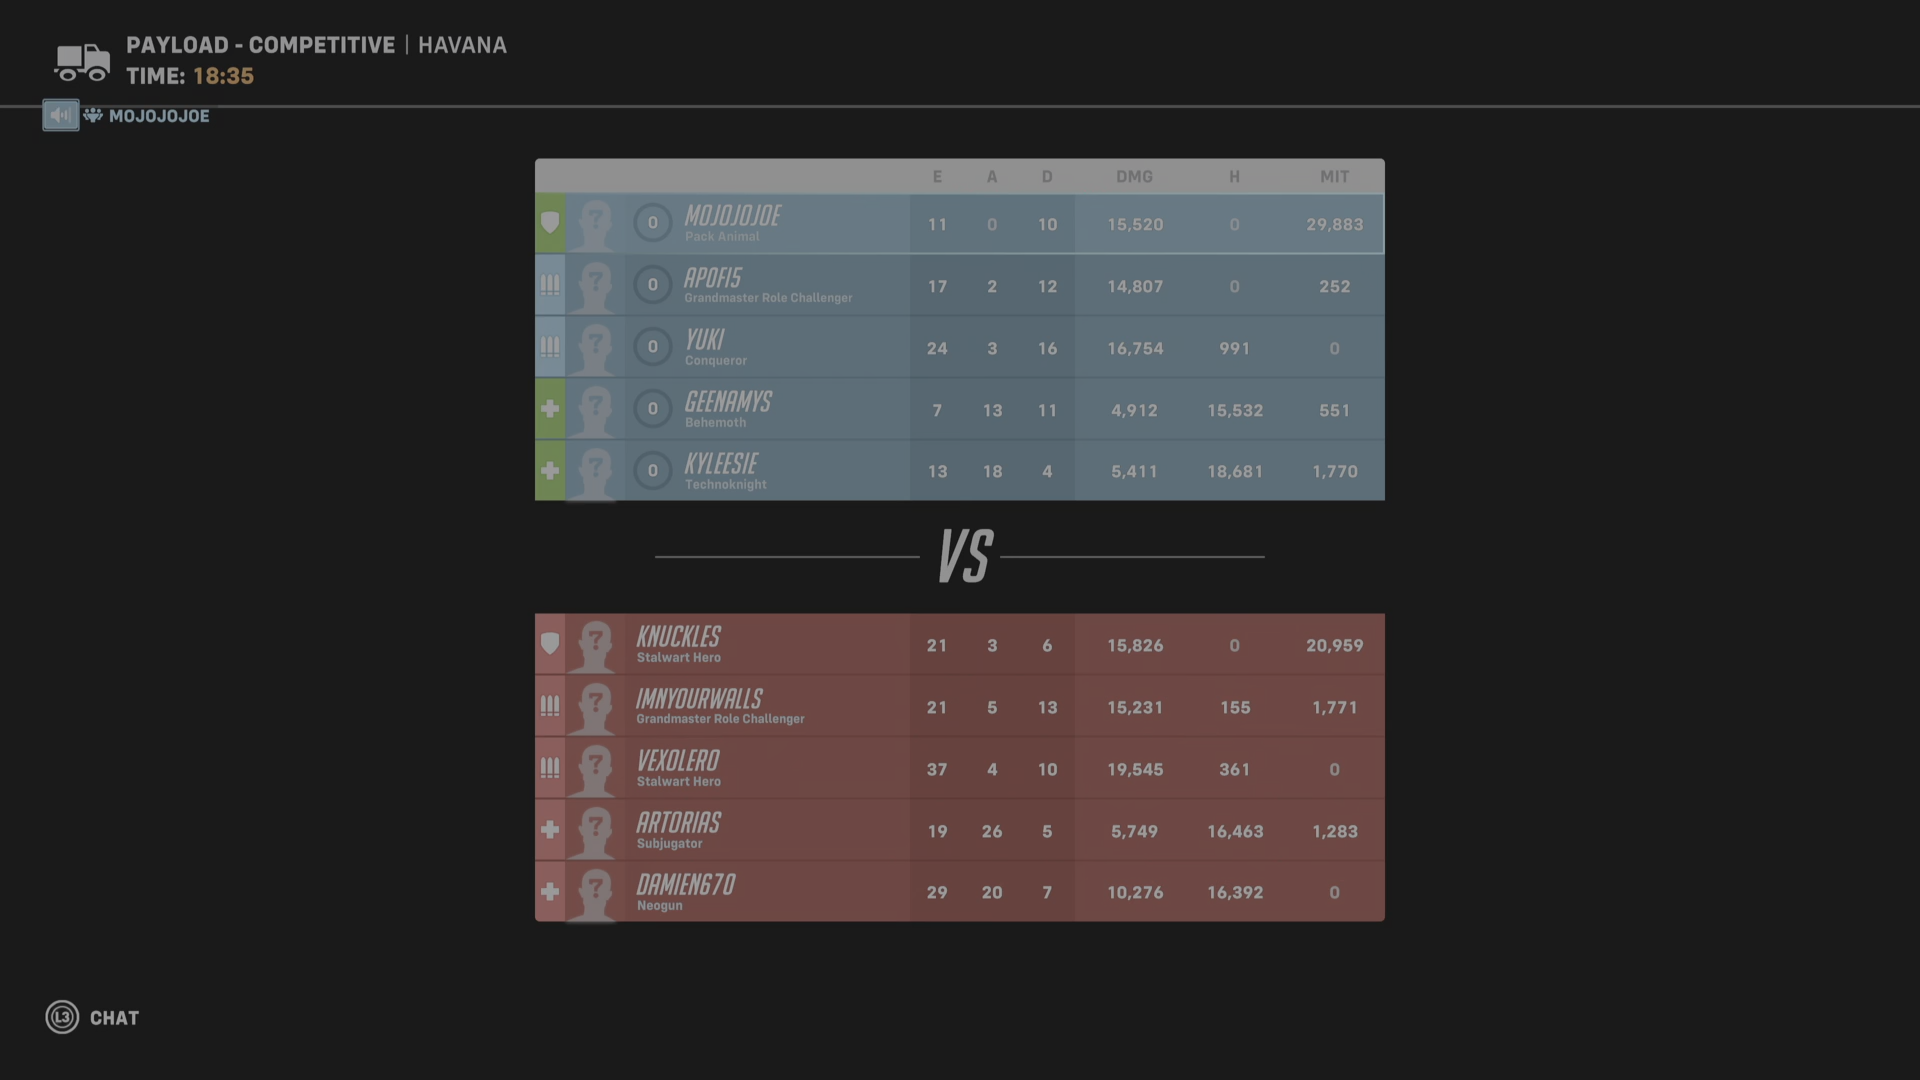 PAYLOAD - COMPETITIVE | HAVANA
TIME: 18:35
MOJOJOJOE
E A D DMG H MIT
? 0 MOJOJOJOE 11 0 10 15,520 0 29,883
Pack Animal
? 0 APOFI5 17 2 12 14,807 0 252
Grandmaster Role Challenger
? 0 YUKI 24 3 16 16,754 991 0
Conqueror
? 0 GEENAMYS 7 13 11 4,912 15,532 551
Behemoth
? 0 KYLEESIE 13 18 4 5,411 18,681 1,770
Technoknight
VS
? KNUCKLES 21 3 6 15,826 0 20,959
Stalwart Hero
? IMNYOURWALLS 21 5 13 15,231 155 1,771
Grandmaster Role Challenger
? VEXOLERO 37 4 10 19,545 361 0
Stalwart Hero
? ARTORIAS 19 26 5 5,749 16,463 1,283
Subjugator
? DAMIEN670 29 20 7 10,276 16,392 0
Neogun
L3 CHAT